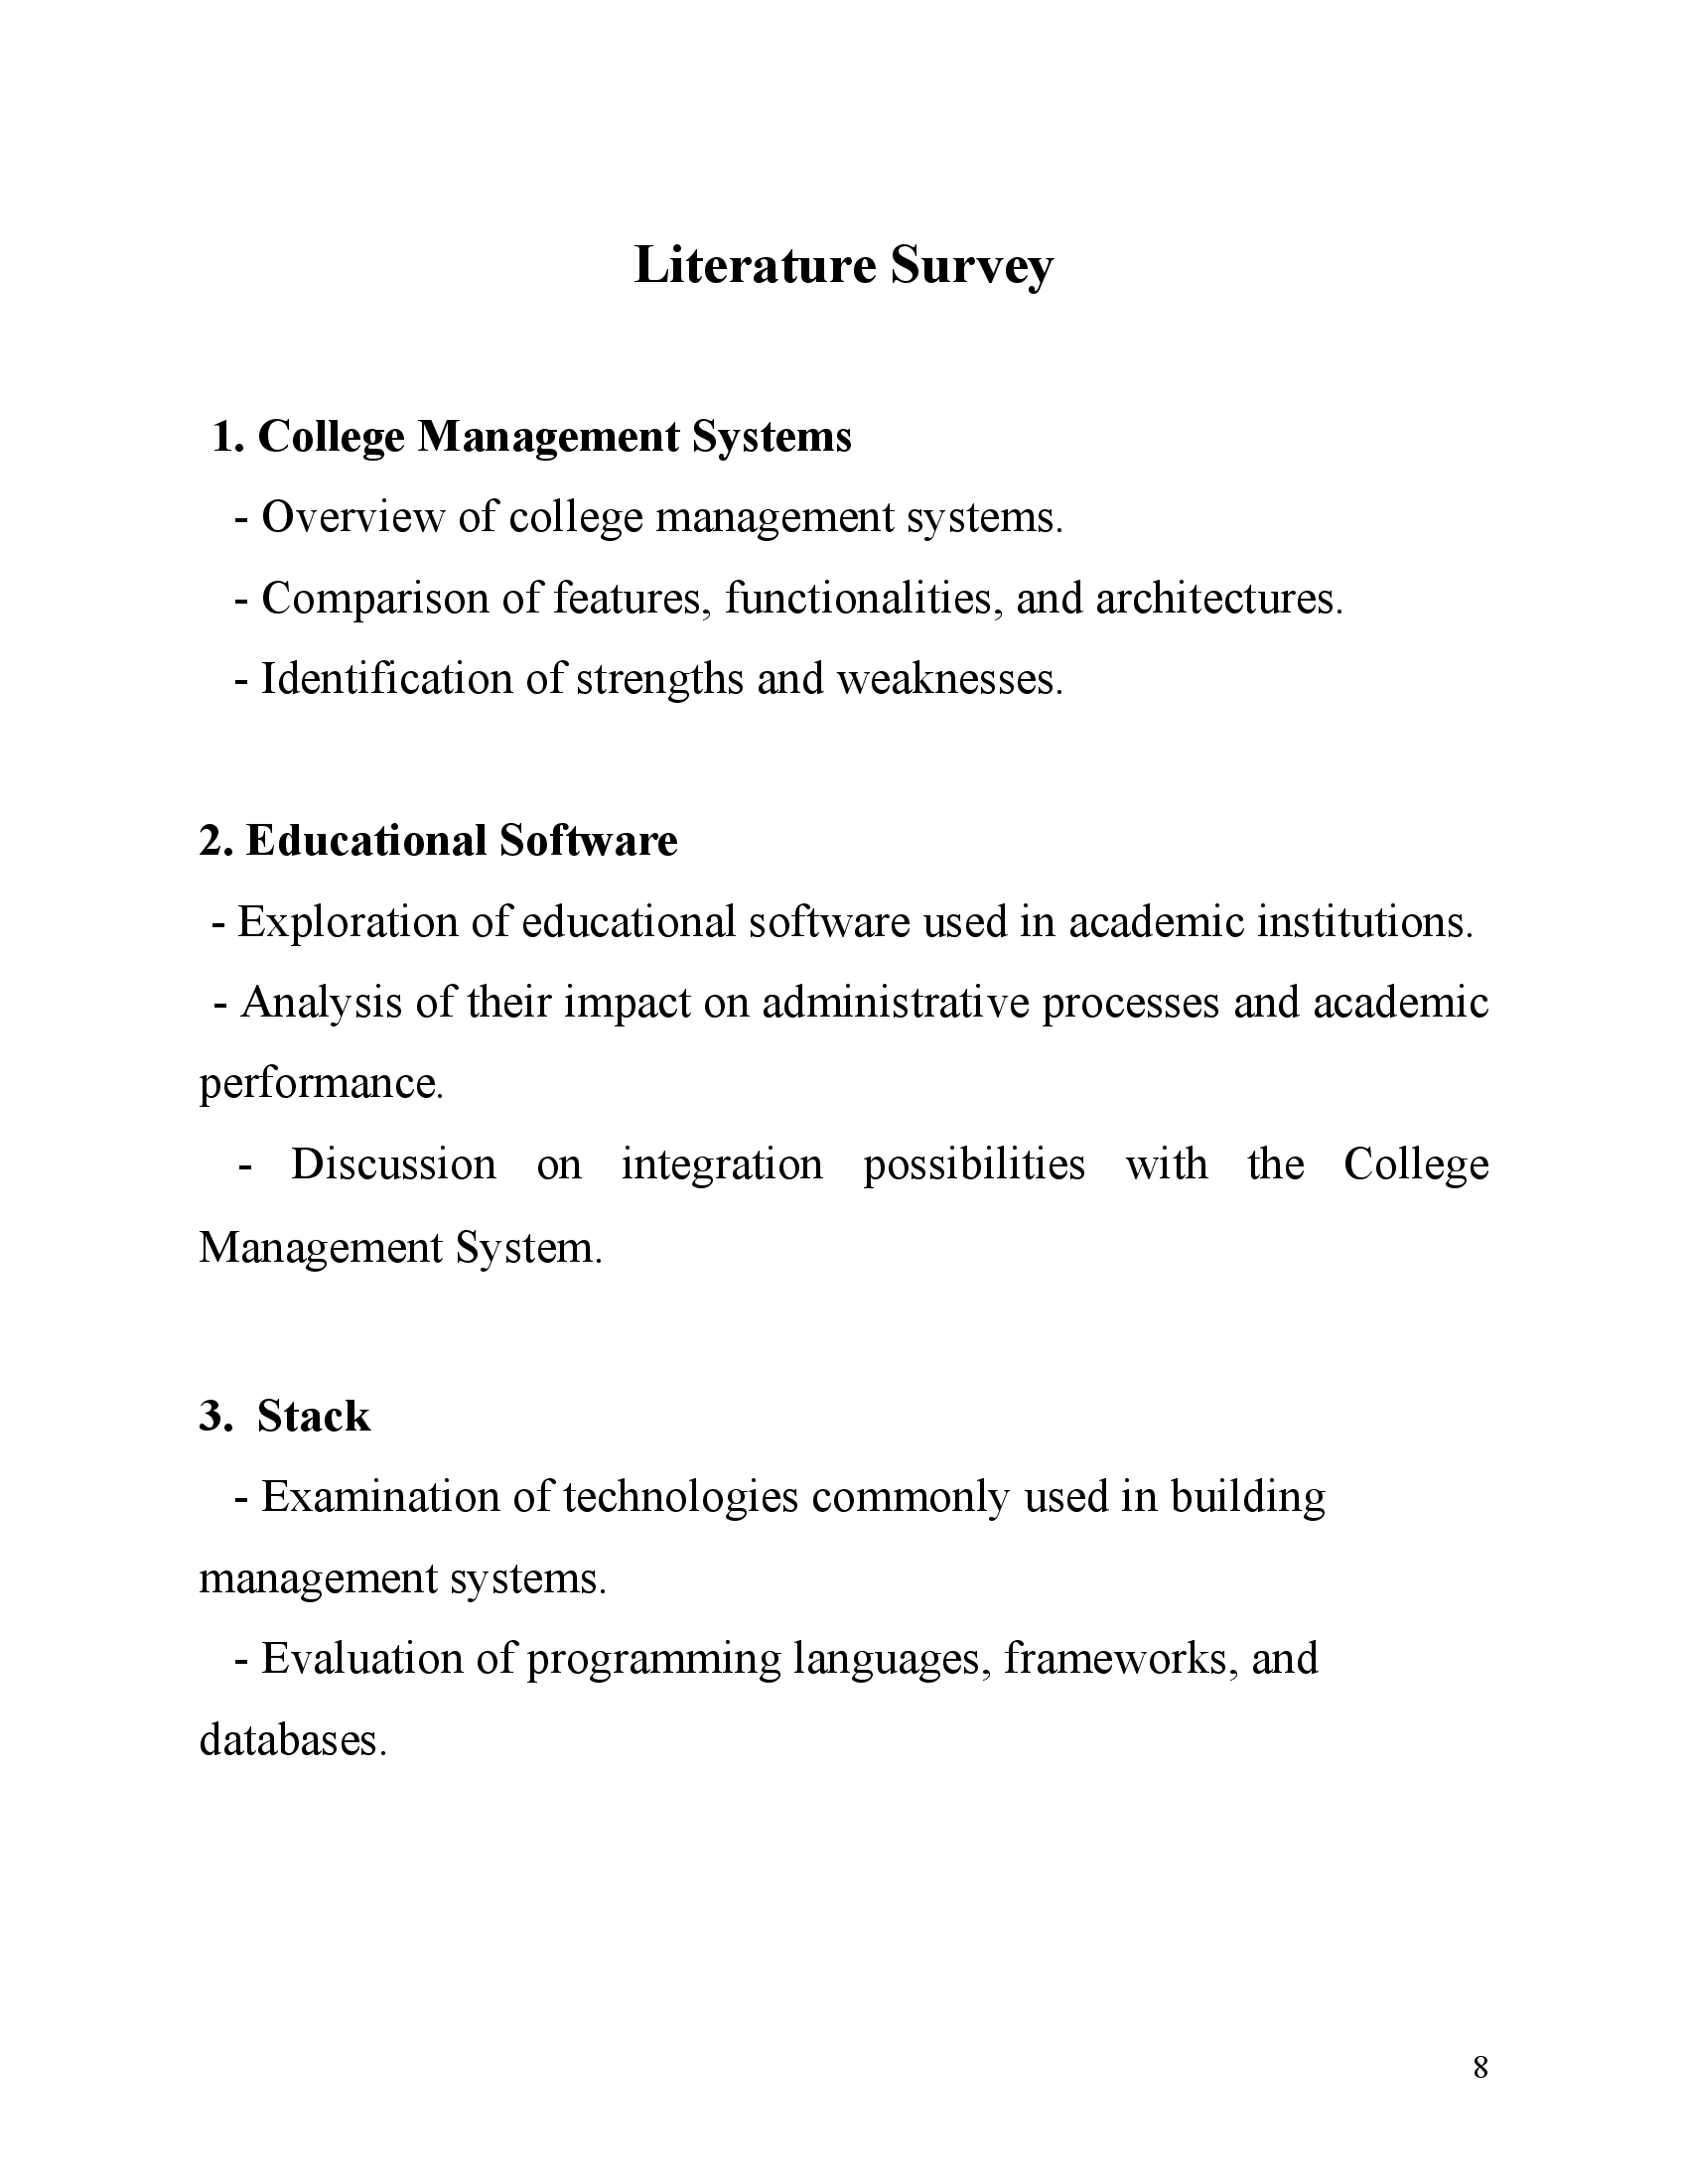 Literature Survey
1. College Management Systems
- Overview of college management systems.
- Comparison of features, functionalities, and architectures.
- Identification of strengths and weaknesses.
2. Educational Software
- Exploration of educational software used in academic institutions.
- Analysis of their impact on administrative processes and academic
performance.
- Discussion on integration possibilities with the College
Management System.
3.  Stack
- Examination of technologies commonly used in building
management systems.
- Evaluation of programming languages, frameworks, and
databases.
8